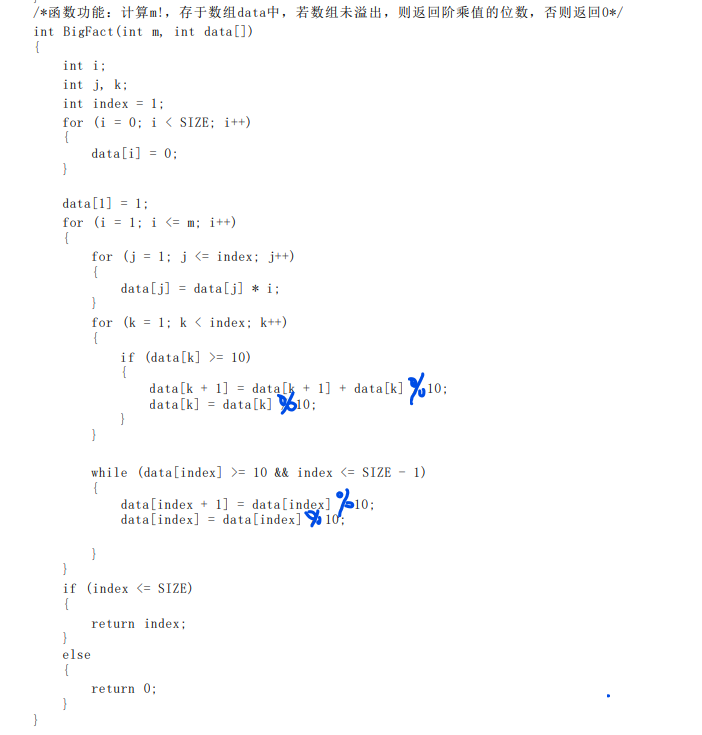 /*函数功能：计算m!，存于数组data中，若数组未溢出，则返回阶乘值的位数，否则返回0*/
int BigFact(int m, int data[])
{
int i;
int j, k;
int index = 1;
for (i = 0; i < SIZE; i++)
{
data[i] = 0;
}
data[1] = 1;
for (i = 1; i <= m; i++)
{
for (j = 1; j <= index; j++)
{
data[j] = data[j] * i;
}
for (k = 1; k < index; k++)
{
if (data[k] >= 10)
{
data[k + 1] = data[k + 1] + data[k] %10;
data[k] = data[k] %10;
}
}
while (data[index] >= 10 && index <= SIZE - 1)
{
data[index + 1] = data[index] %10;
data[index] = data[index] % 10;
}
}
if (index <= SIZE)
{
return index;
}
else
{
return 0;
}
}